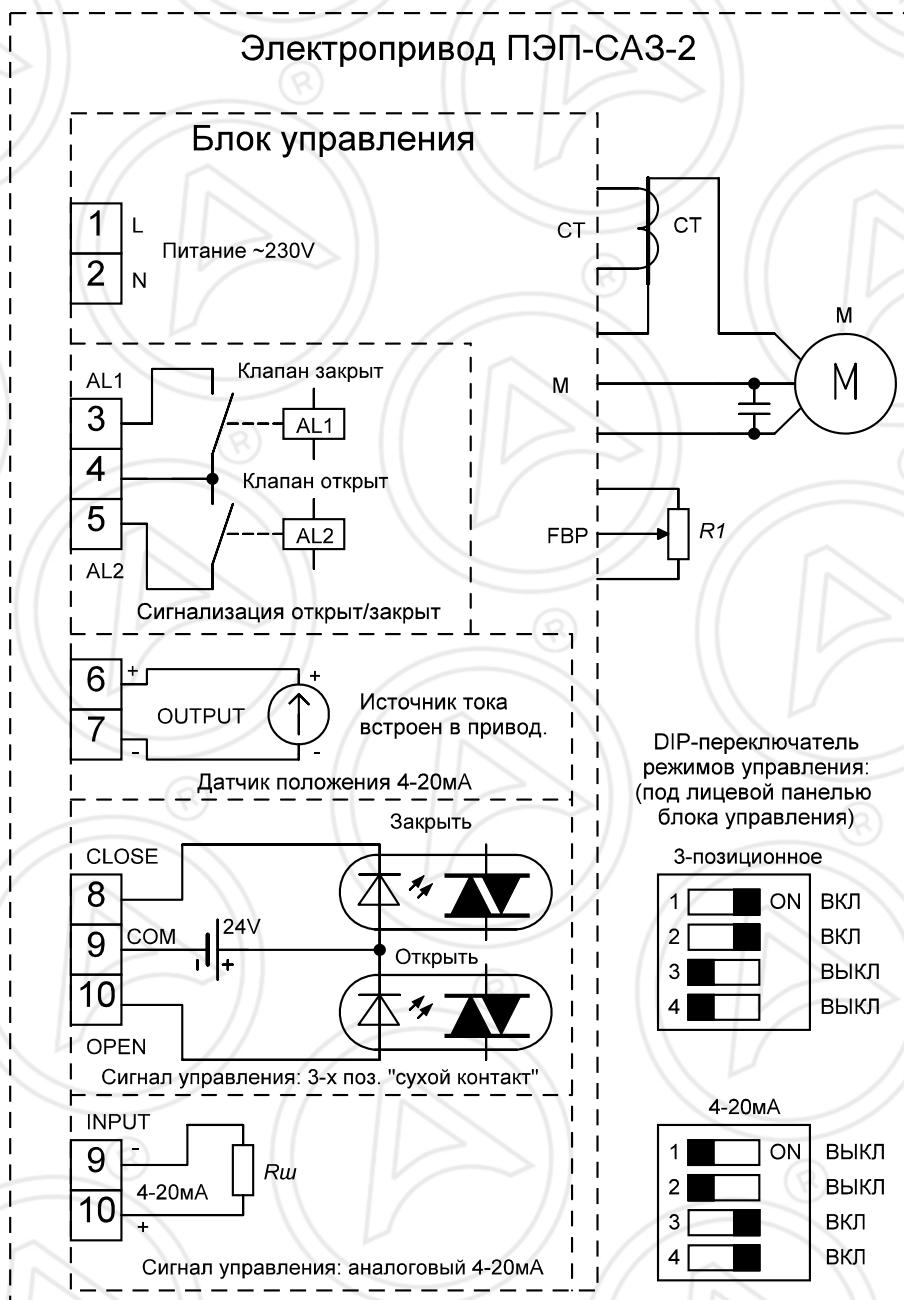 Электропривод ПЭП-САЗ-2
Блок управления
1 L
Питание ~230V
2 N
CT
CT
M
M
M
AL1
Клапан закрыт
3
AL1
4
Клапан открыт
5
AL2
AL2
Сигнализация открыт/закрыт
FBP
R1
6 + +
OUTPUT
Источник тока
встроен в привод.
7 - -
Датчик положения 4-20мА
Закрыть
CLOSE
8
9 COM 24V
- +
Открыть
10
OPEN
Сигнал управления: 3-х поз. "сухой контакт"
INPUT
9 -
4-20мА
Rш
10 +
Сигнал управления: аналоговый 4-20мА
DIP-переключатель
режимов управления:
(под лицевой панелью
блока управления)
3-позиционное
1 ON ВКЛ
2 ВКЛ
3 ВЫКЛ
4 ВЫКЛ
4-20мА
1 ON ВЫКЛ
2 ВЫКЛ
3 ВКЛ
4 ВКЛ
®